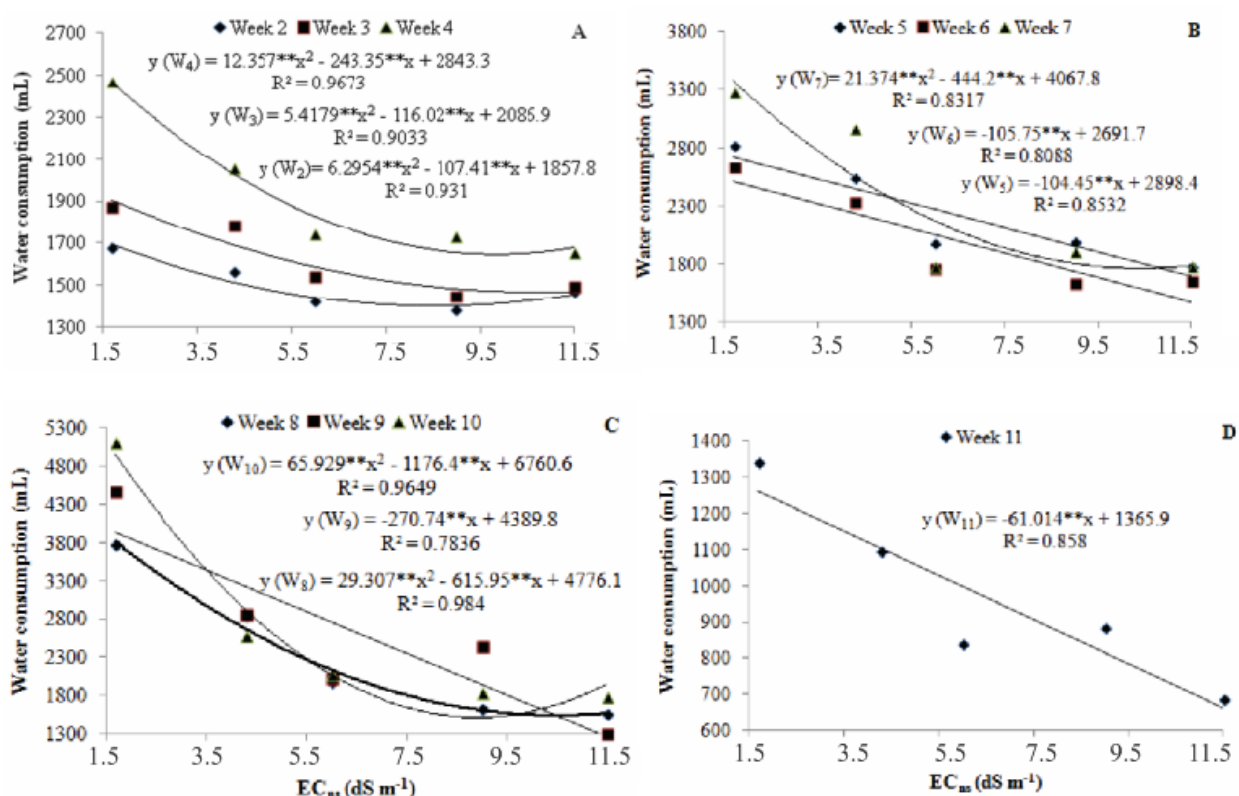 Week 2 Week 3 Week 4
A
2700
2500
2300
2100
1900
1700
1500
1300
Water consumption (mL)
y (W4) = 12.357**x² - 243.35**x + 2843.3
R² = 0.9673
y (W3) = 5.4179**x² - 116.02**x + 2085.9
R² = 0.9033
y (W2)= 6.2954**x² - 107.41**x + 1857.8
R² = 0.931
1.5 3.5 5.5 7.5 9.5 11.5
Week 5 Week 6 Week 7
B
3800
3300
2800
2300
1800
1300
Water consumption (mL)
y (W7) = 21.374**x² - 444.2**x + 4067.8
R² = 0.8317
y (W6) = -105.75**x + 2691.7
R² = 0.8088
y (W5) = -104.45**x + 2898.4
R² = 0.8532
1.5 3.5 5.5 7.5 9.5 11.5
Week 8 Week 9 Week 10
C
5300
4800
4300
3800
3300
2800
2300
1800
1300
Water consumption (mL)
y (W10) = 65.929**x² - 1176.4**x + 6760.6
R² = 0.9649
y (W9) = -270.74**x + 4389.8
R² = 0.7836
y (W8) = 29.307**x² - 615.95**x + 4776.1
R² = 0.984
1.5 3.5 5.5 7.5 9.5 11.5
ECns (dS m-1)
Week 11
D
1400
1300
1200
1100
1000
900
800
700
600
Water consumption (mL)
y (W11) = -61.014**x + 1365.9
R² = 0.858
1.5 3.5 5.5 7.5 9.5 11.5
ECns (dS m-1)